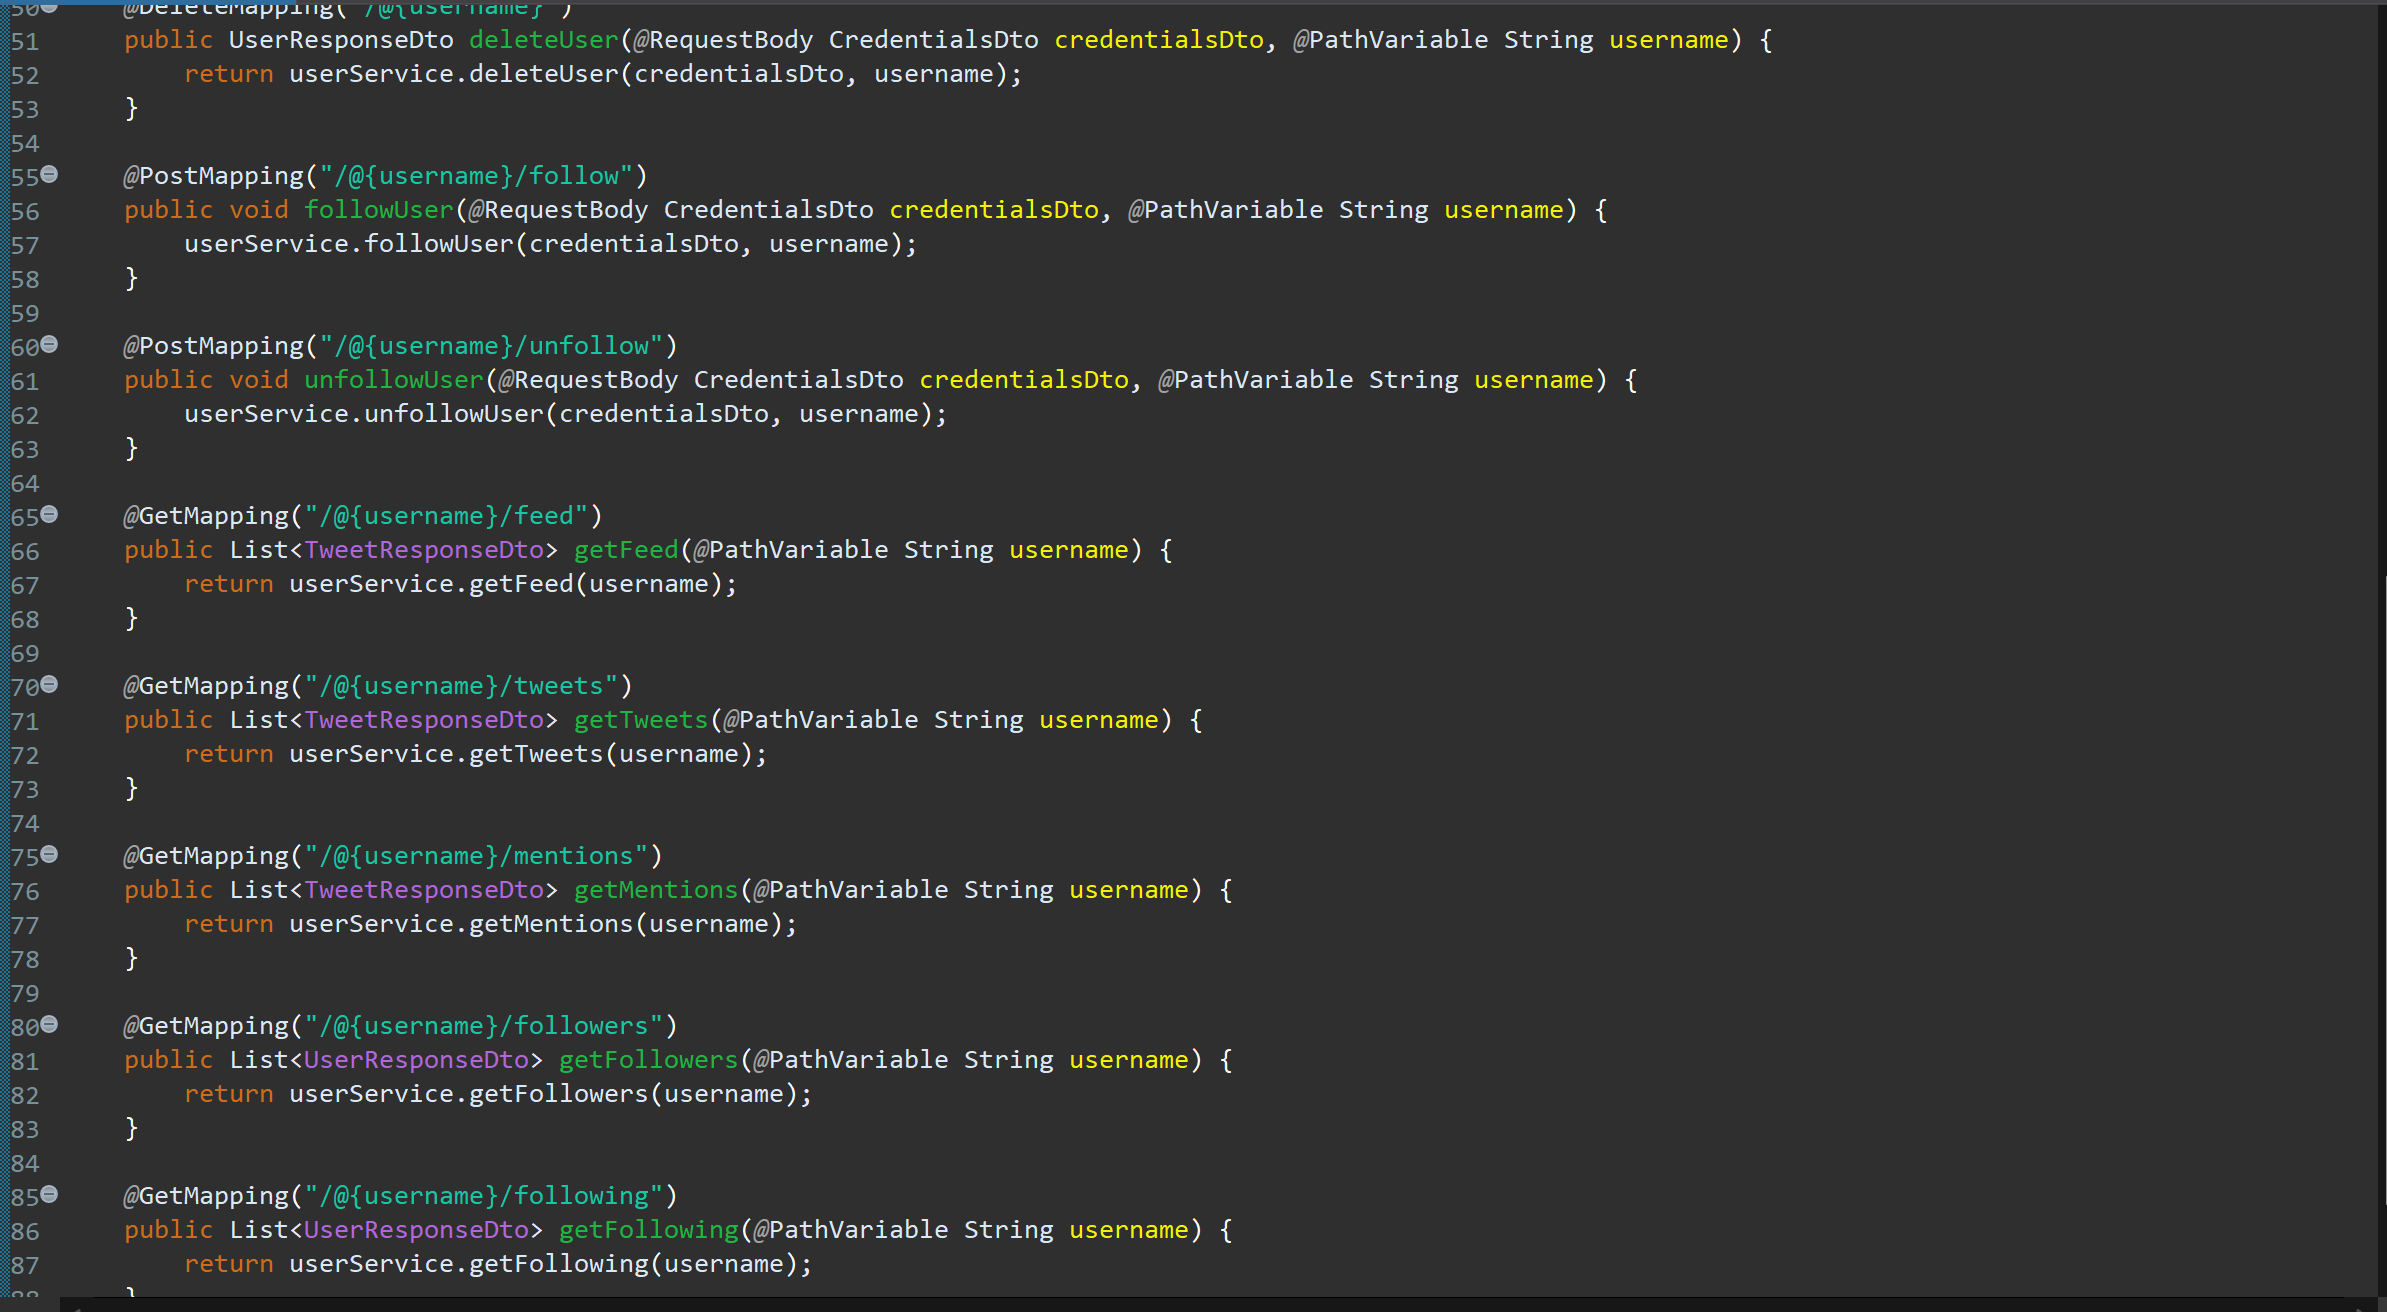 50 @DeleteMapping("/@{username}")
51 public UserResponseDto deleteUser(@RequestBody CredentialsDto credentialsDto, @PathVariable String username) {
52 return userService.deleteUser(credentialsDto, username);
53 }
54
55 @PostMapping("/@{username}/follow")
56 public void followUser(@RequestBody CredentialsDto credentialsDto, @PathVariable String username) {
57 userService.followUser(credentialsDto, username);
58 }
59
60 @PostMapping("/@{username}/unfollow")
61 public void unfollowUser(@RequestBody CredentialsDto credentialsDto, @PathVariable String username) {
62 userService.unfollowUser(credentialsDto, username);
63 }
64
65 @GetMapping("/@{username}/feed")
66 public List<TweetResponseDto> getFeed(@PathVariable String username) {
67 return userService.getFeed(username);
68 }
69
70 @GetMapping("/@{username}/tweets")
71 public List<TweetResponseDto> getTweets(@PathVariable String username) {
72 return userService.getTweets(username);
73 }
74
75 @GetMapping("/@{username}/mentions")
76 public List<TweetResponseDto> getMentions(@PathVariable String username) {
77 return userService.getMentions(username);
78 }
79
80 @GetMapping("/@{username}/followers")
81 public List<UserResponseDto> getFollowers(@PathVariable String username) {
82 return userService.getFollowers(username);
83 }
84
85 @GetMapping("/@{username}/following")
86 public List<UserResponseDto> getFollowing(@PathVariable String username) {
87 return userService.getFollowing(username);
88 }